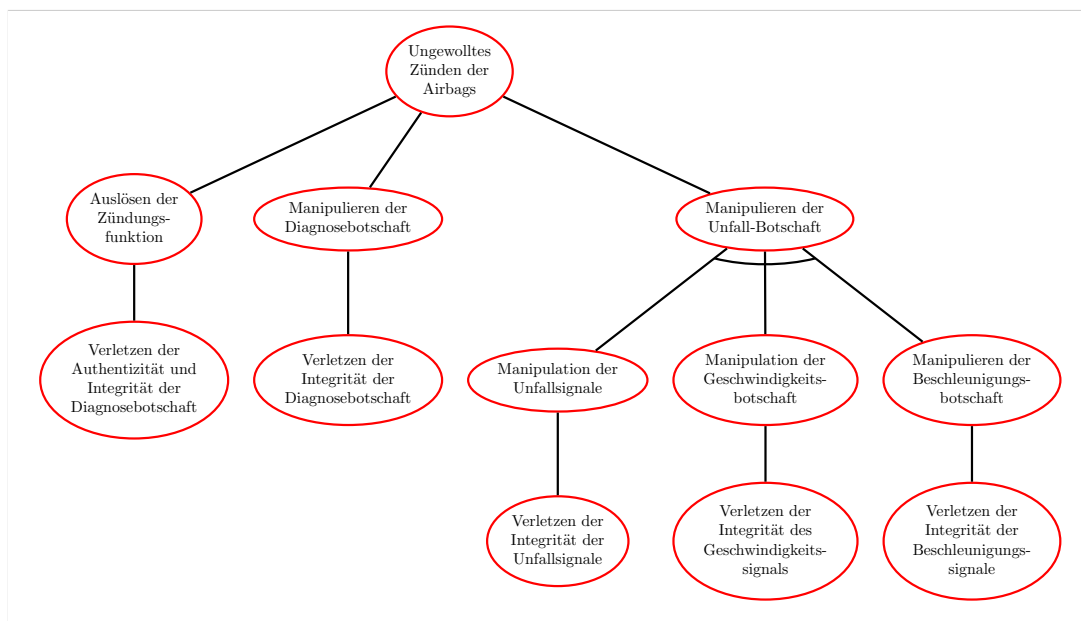 Ungewolltes
Zünden der
Airbags
Auslösen der
Zündungs-
funktion
Manipulieren der
Diagnosebotschaft
Manipulieren der
Unfall-Botschaft
Verletzen der
Authentizität und
Integrität der
Diagnosebotschaft
Verletzen der
Integrität der
Diagnosebotschaft
Manipulation der
Unfallsignale
Manipulation der
Geschwindigkeits-
botschaft
Manipulieren der
Beschleunigungs-
botschaft
Verletzen der
Integrität der
Unfallsignale
Verletzen der
Integrität des
Geschwindigkeits-
signals
Verletzen der
Integrität der
Beschleunigungs-
signale